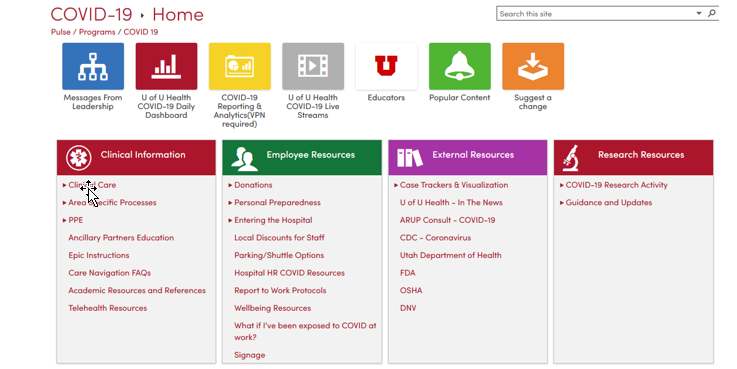 COVID-19 ▸ Home
Search this site
Pulse / Programs / COVID 19
Messages From
Leadership
U of U Health
COVID-19 Daily
Dashboard
COVID-19
Reporting &
Analytics(VPN
required)
U of U Health
COVID-19 Live
Streams
U
Educators
Popular Content
Suggest a
change
Clinical Information
Clinical Care
Area Specific Processes
PPE
Ancillary Partners Education
Epic Instructions
Care Navigation FAQs
Academic Resources and References
Telehealth Resources
Employee Resources
Donations
Personal Preparedness
Entering the Hospital
Local Discounts for Staff
Parking/Shuttle Options
Hospital HR COVID Resources
Report to Work Protocols
Wellbeing Resources
What if I've been exposed to COVID at
work?
Signage
External Resources
Case Trackers & Visualization
U of U Health - In The News
ARUP Consult - COVID-19
CDC - Coronavirus
Utah Department of Health
FDA
OSHA
DNV
Research Resources
COVID-19 Research Activity
Guidance and Updates